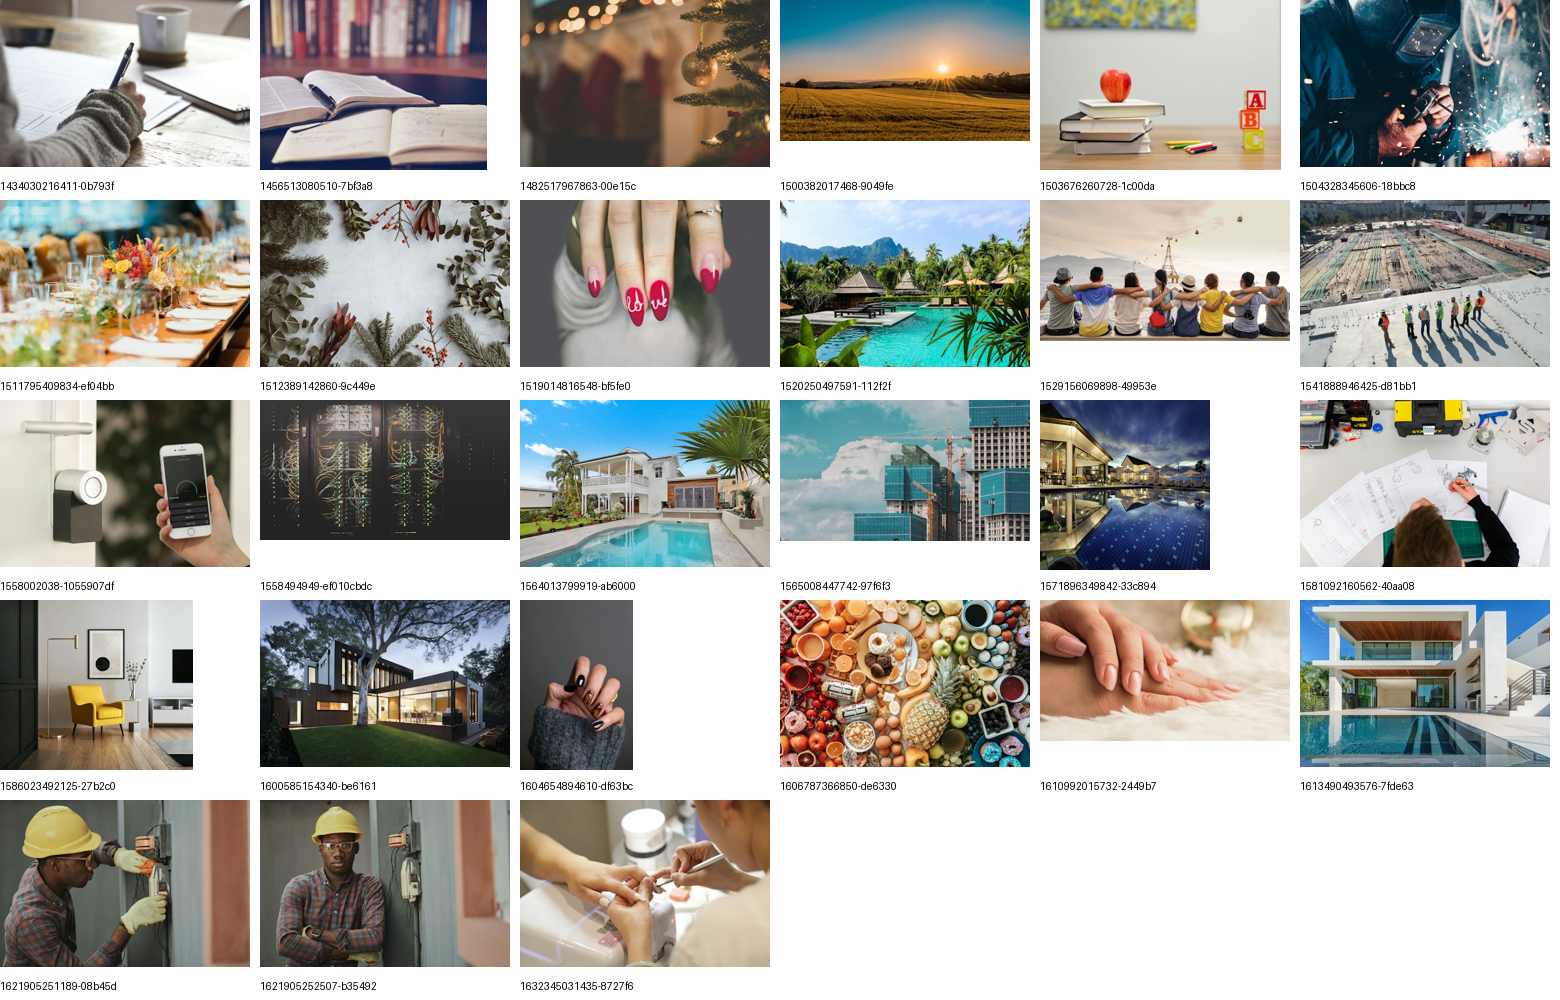 A
B
C
1434030216411-0b793f
1456513080510-7bf3a8
1482517967863-00e15c
1500382017468-9049fe
1503676260728-1c00da
1504328345606-18bbc8
lo ve
1511795409834-ef04bb
1512389142860-9c449e
1519014816548-bf5fe0
1520250497591-112f2f
1529156069898-49953e
1541888946425-d81bb1
1558002038-1055907df
1558494949-ef010cbdc
1564013799919-ab6000
1565008447742-97f6f3
1571896349842-33c894
1581092160562-40aa08
1586023492125-27b2c0
1600585154340-be6161
1604654894610-df63bc
1606787366850-de6330
1610992015732-2449b7
1613490493576-7fde63
1621905251189-08b45d
1621905252507-b35492
1632345031435-8727f6